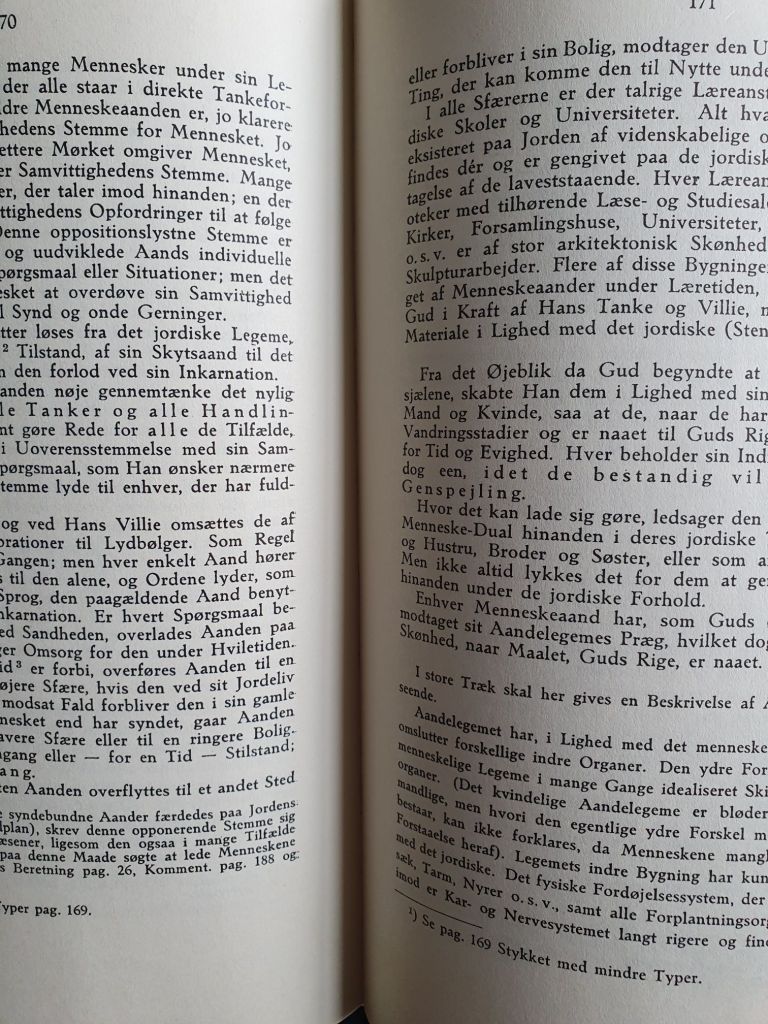 70
mange Mennesker under sin Le-
der alle staar i direkte Tankefor-
dre Menneskeaanden er, jo klarere
hedens Stemme for Mennesket. Jo
ættere Mørket omgiver Mennesket,
er Samvittighedens Stemme. Mange
er, der taler imod hinanden; en der
ittighedens Opfordringer til at følge
Denne oppositionslystne Stemme er
og uudviklede Aands individuelle
pørgsmaal eller Situationer; men det
esket at overdøve sin Samvittighed
l Synd og onde Gerninger.
tter løses fra det jordiske Legeme,
² Tilstand, af sin Skytsaand til det
n den forlod ved sin Inkarnation.
anden nøje gennemtænke det nylig
le Tanker og alle Handlin-
nt gøre Rede for alle de Tilfælde,
i Uoverensstemmelse med sin Sam-
pørgsmaal, som Han ønsker nærmere
temme lyde til enhver, der har fuld-
og ved Hans Villie omsættes de af
brationer til Lydbølger. Som Regel
Gangen; men hver enkelt Aand hører
s til den alene, og Ordene lyder, som
Sprog, den paagældende Aand benyt-
nkarnation. Er hvert Spørgsmaal be-
ed Sandheden, overlades Aanden paa
ger Omsorg for den under Hviletiden.
id³ er forbi, overføres Aanden til en
øjere Sfære, hvis den ved sit Jordeliv
modsat Fald forbliver den i sin gamle
nesket end har syndet, gaar Aanden
avere Sfære eller til en ringere Bolig.
ngang eller — for en Tid — Stilstand;
ang.
ten Aanden overflyttes til et andet Sted
e syndebundne Aander færdedes paa Jordens
lplan), skrev denne opponerende Stemme sig
æsener, ligesom den ogsaa i mange Tilfælde
paa denne Maade søgte at lede Menneskene
s Beretning pag. 26, Komment. pag. 188 og
Typer pag. 169.
171
eller forbliver i sin Bolig, modtager den U
Ting, der kan komme den til Nytte unde
I alle Sfærerne er der talrige Læreanst
diske Skoler og Universiteter. Alt hva
eksisteret paa Jorden af videnskabelige o
findes dér og er gengivet paa de jordisk
tagelse af de laveststaaende. Hver Lærean
oteker med tilhørende Læse- og Studiesale
Kirker, Forsamlingshuse, Universiteter,
o. s. v. er af stor arkitektonisk Skønhed
Skulpturarbejder. Flere af disse Bygninge
get af Menneskeaander under Læretiden,
Gud i Kraft af Hans Tanke og Villie, m
Materiale i Lighed med det jordiske (Sten
Fra det Øjeblik da Gud begyndte at
sjælene, skabte Han dem i Lighed med sin
Mand og Kvinde, saa at de, naar de har
Vandringsstadier og er naaet til Guds Rig
for Tid og Evighed. Hver beholder sin Ind
dog een, idet de bestandig vil
Genspejling.
Hvor det kan lade sig gøre, ledsager den
Menneske-Dual hinanden i deres jordiske T
og Hustru, Broder og Søster, eller som a
Men ikke altid lykkes det for dem at ge
hinanden under de jordiske Forhold.
Enhver Menneskeaand har, som Guds
modtaget sit Aandelegemes Præg, hvilket dog
Skønhed, naar Maalet, Guds Rige, er naaet.
I store Træk skal her gives en Beskrivelse af A
seende.
Aandelegemet har, i Lighed med det menneske
omslutter forskellige indre Organer. Den ydre For
menneskelige Legeme i mange Gange idealiseret Ski
organer. (Det kvindelige Aandelegeme er bløder
mandlige, men hvori den egentlige ydre Forskel m
bestaar, kan ikke forklares, da Menneskene mangl
Forstaaelse heraf). Legemets indre Bygning har kun
med det jordiske. Det fysiske Fordøjelsessystem, der
sæk, Tarm, Nyrer o. s. v., samt alle Forplantningsorg
imod er Kar- og Nervesystemet langt rigere og find
¹) Se pag. 169 Stykket med mindre Typer.